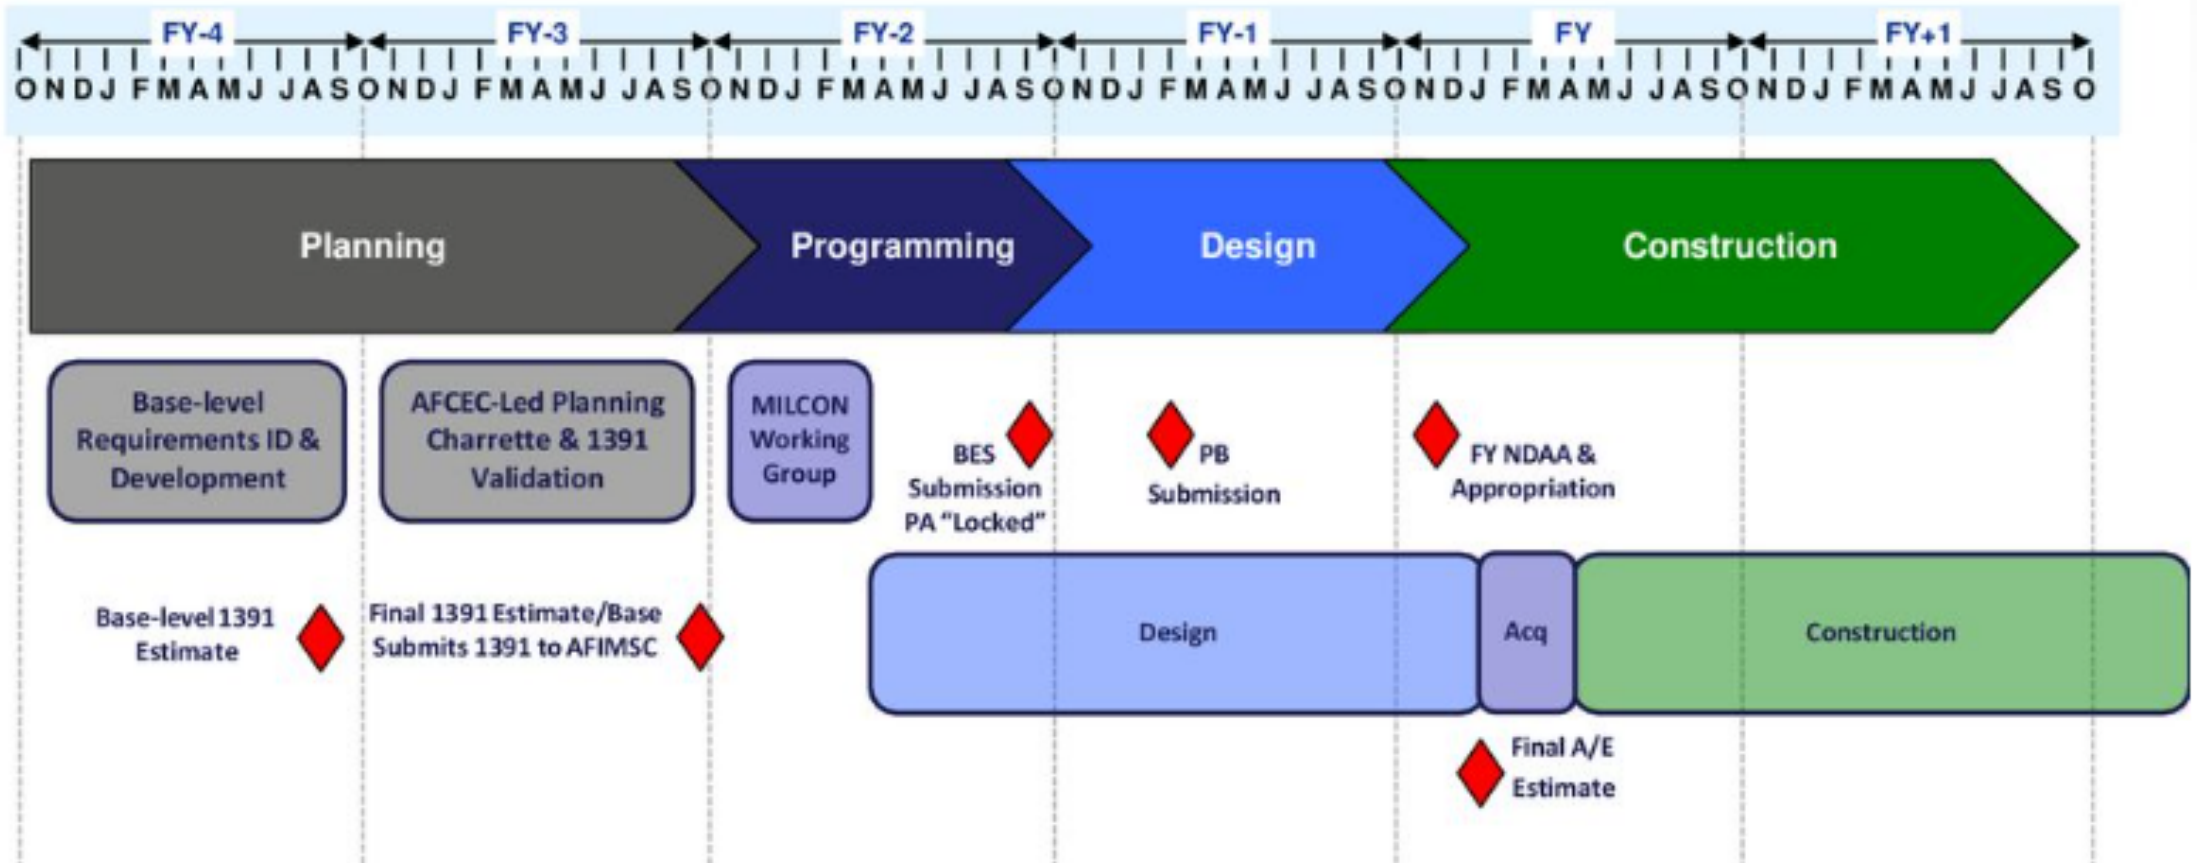 FY-4 FY-3 FY-2 FY-1 FY FY+1
O N D J F M A M J J A S O N D J F M A M J J A S O N D J F M A M J J A S O N D J F M A M J J A S O N D J F M A M J J A S O N D J F M A M J J A S O
Planning Programming Design Construction
Base-level
Requirements ID &
Development
AFCEC-Led Planning
Charrette & 1391
Validation
MILCON
Working
Group
BES
Submission
PA “Locked”
PB
Submission
FY NDAA &
Appropriation
Base-level 1391
Estimate
Final 1391 Estimate/Base
Submits 1391 to AFIMSC
Design
Acq
Construction
Final A/E
Estimate